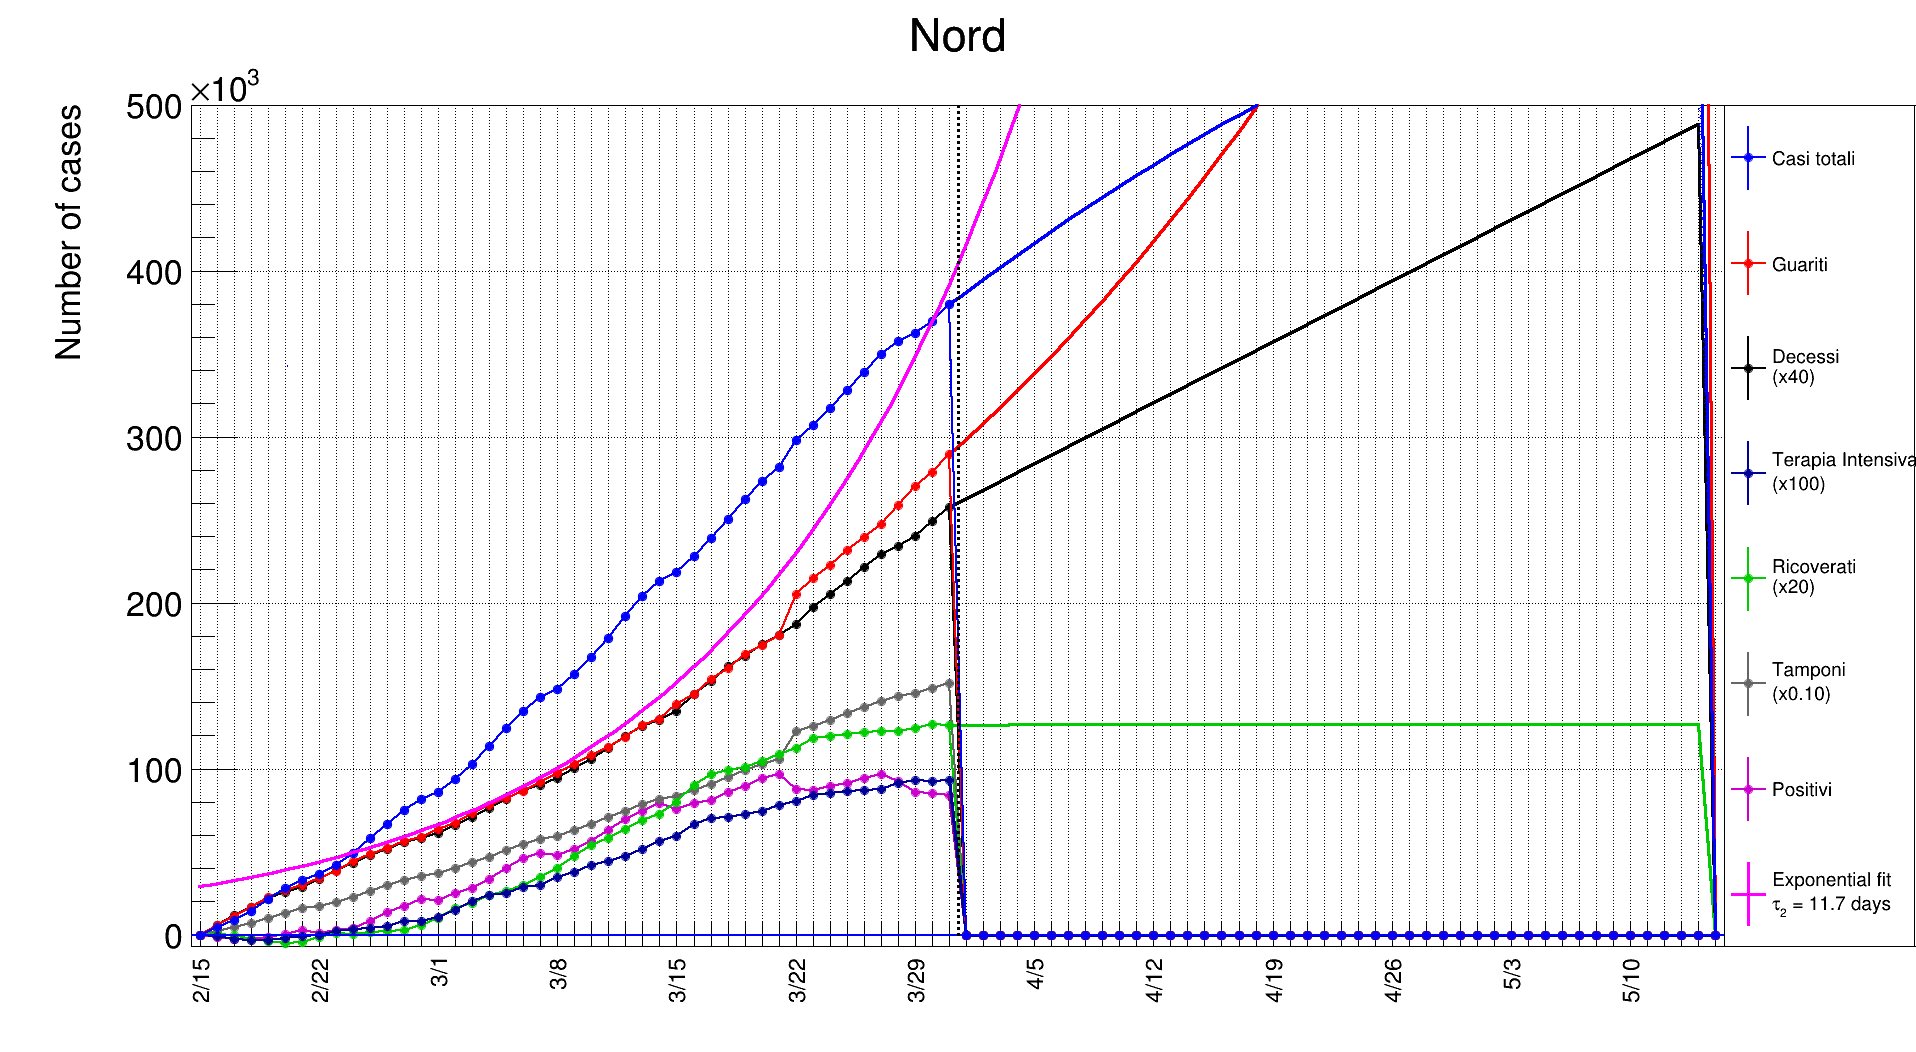 Nord
×10³
Number of cases
500
400
300
200
100
0
2/15
2/22
3/1
3/8
3/15
3/22
3/29
4/5
4/12
4/19
4/26
5/3
5/10
Casi totali
Guariti
Decessi
(x40)
Terapia Intensiva
(x100)
Ricoverati
(x20)
Tamponi
(x0.10)
Positivi
Exponential fit
τ₂ = 11.7 days